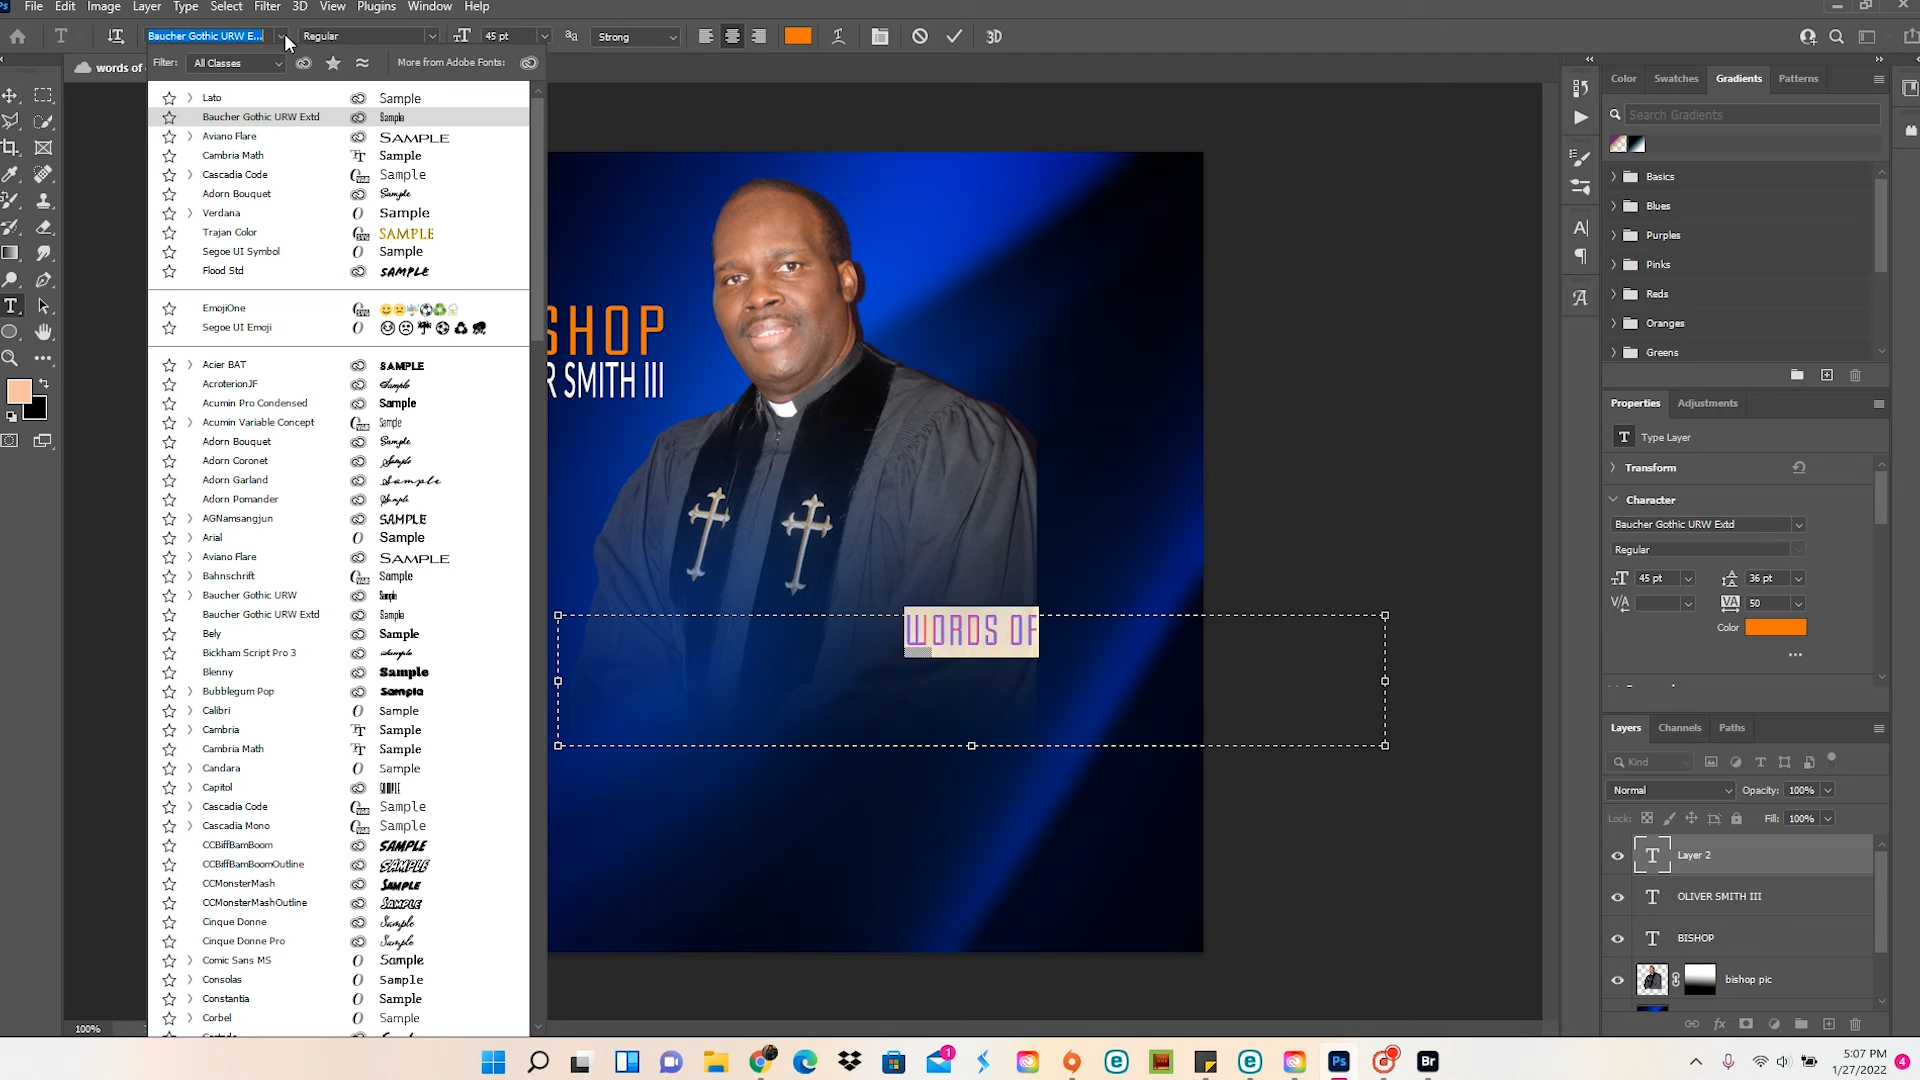 File Edit Image Layer Type Select Filter 3D View Plugins Window Help
Baucher Gothic URW E... Regular 45 pt Strong 3D
Filter: All Classes More from Adobe Fonts:
words of
Lato Sample
Baucher Gothic URW Extd Sample
Aviano Flare SAMPLE
Cambria Math Sample
Cascadia Code Sample
Adorn Bouquet Sample
Verdana Sample
Trajan Color SAMPLE
Segoe UI Symbol Sample
Flood Std SAMPLE
EmojiOne
Segoe UI Emoji
Acier BAT SAMPLE
AcroterionJF Sample
Acumin Pro Condensed Sample
Acumin Variable Concept Sample
Adorn Bouquet Sample
Adorn Coronet Sample
Adorn Garland Sample
Adorn Pomander Sample
AGNamsangjun SAMPLE
Arial Sample
Aviano Flare SAMPLE
Bahnschrift Sample
Baucher Gothic URW Sample
Baucher Gothic URW Extd Sample
Bely Sample
Bickham Script Pro 3 Sample
Blenny Sample
Bubblegum Pop Sample
Calibri Sample
Cambria Sample
Cambria Math Sample
Candara Sample
Capitol SAMPLE
Cascadia Code Sample
Cascadia Mono Sample
CCBiffBamBoom SAMPLE
CCBiffBamBoomOutline SAMPLE
CCMonsterMash SAMPLE
CCMonsterMashOutline SAMPLE
Cinque Donne Sample
Cinque Donne Pro Sample
Comic Sans MS Sample
Consolas Sample
Constantia Sample
Corbel Sample
100%
SHOP
R SMITH III
WORDS OF
Color Swatches Gradients Patterns
Search Gradients
Basics
Blues
Purples
Pinks
Reds
Oranges
Greens
Properties Adjustments
Type Layer
Transform
Character
Baucher Gothic URW Extd
Regular
45 pt 36 pt
50
Color
Layers Channels Paths
Kind
Normal Opacity: 100%
Lock: Fill: 100%
Layer 2
OLIVER SMITH III
BISHOP
bishop pic
Ps Br
1
5:07 PM
1/27/2022
4